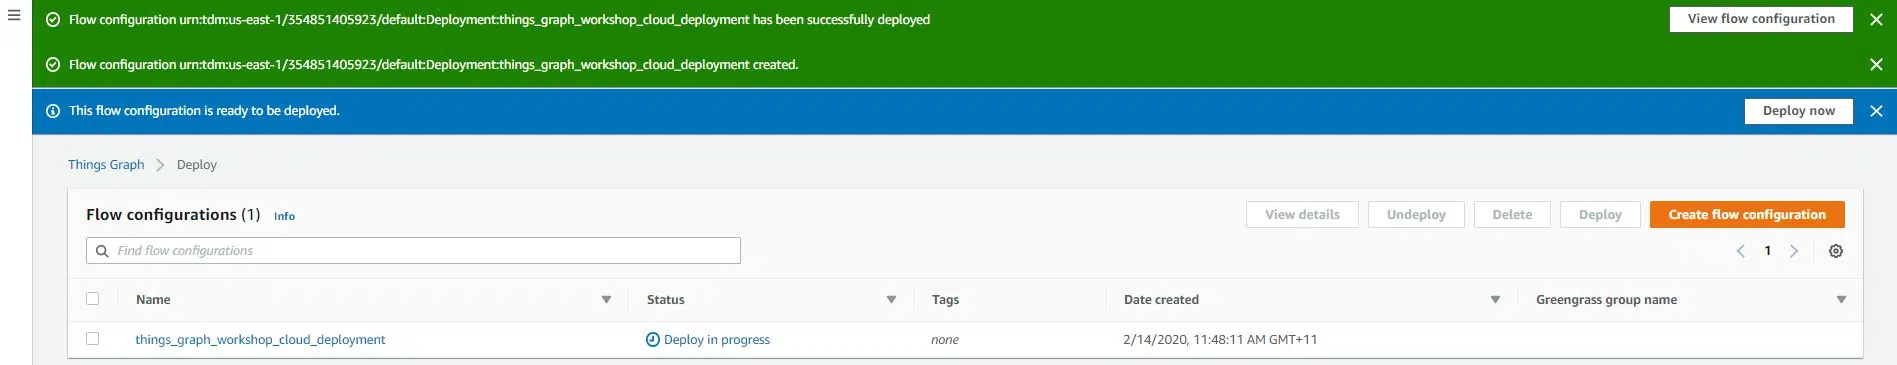 Flow configuration urn:tdm:us-east-1/354851405923/default:Deployment:things_graph_workshop_cloud_deployment has been successfully deployed
View flow configuration
Flow configuration urn:tdm:us-east-1/354851405923/default:Deployment:things_graph_workshop_cloud_deployment created.
This flow configuration is ready to be deployed.
Deploy now
Things Graph > Deploy
Flow configurations (1) Info
View details Undeploy Delete Deploy Create flow configuration
Find flow configurations
1
Name Status Tags Date created Greengrass group name
things_graph_workshop_cloud_deployment Deploy in progress none 2/14/2020, 11:48:11 AM GMT+11